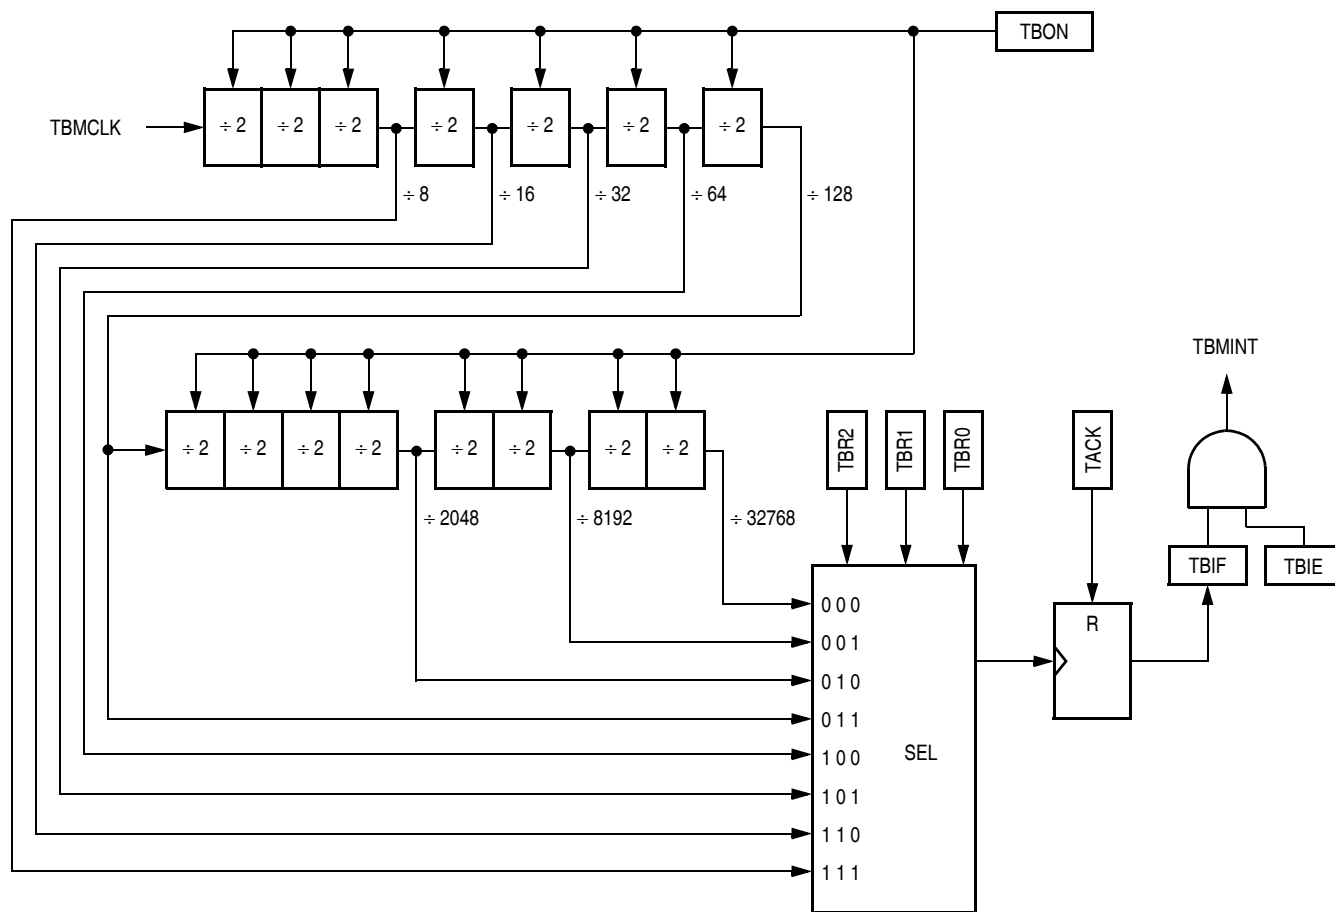 TBON
TBMCLK
÷ 2 ÷ 2 ÷ 2 ÷ 2 ÷ 2 ÷ 2 ÷ 2
÷ 8 ÷ 16 ÷ 32 ÷ 64 ÷ 128
TBMINT
÷ 2 ÷ 2 ÷ 2 ÷ 2 ÷ 2 ÷ 2 ÷ 2 ÷ 2
TBR2 TBR1 TBR0 TACK
÷ 2048 ÷ 8192 ÷ 32768
TBIF TBIE
0 0 0
R
0 0 1
0 1 0
0 1 1
1 0 0
SEL
1 0 1
1 1 0
1 1 1